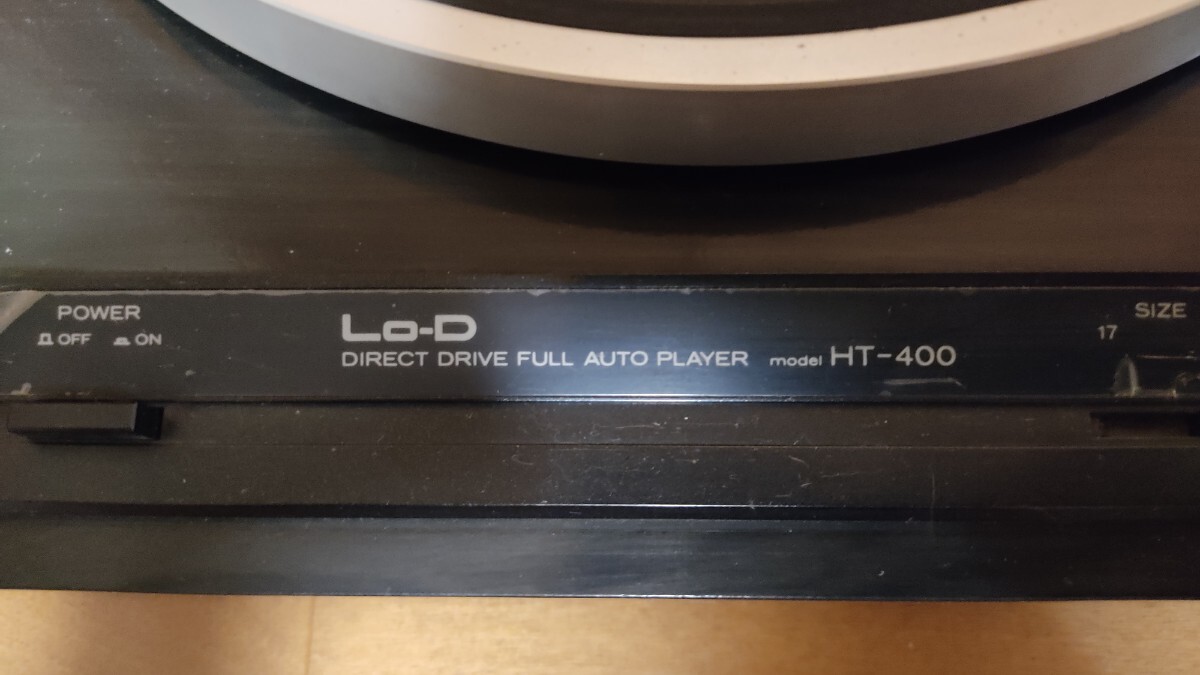 POWER
OFF ON
Lo-D
DIRECT DRIVE FULL AUTO PLAYER model HT-400
SIZE
17